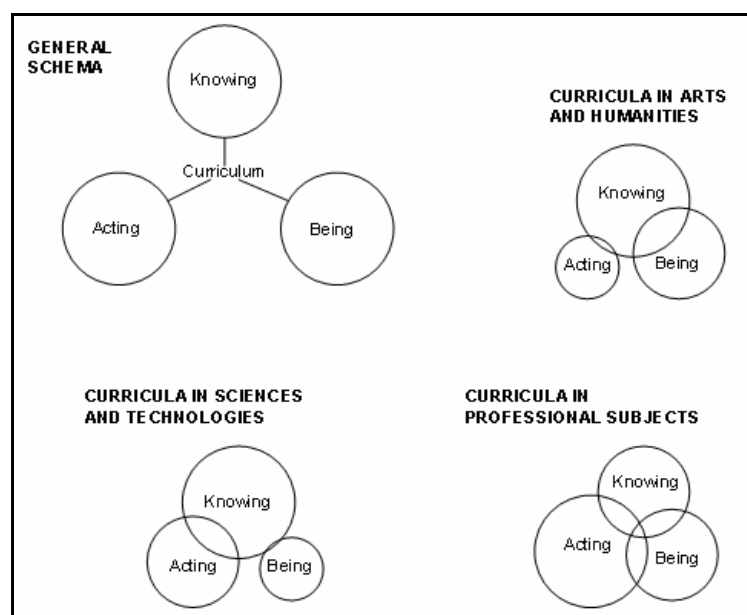 GENERAL
SCHEMA
Knowing
Curriculum
Acting
Being
CURRICULA IN ARTS
AND HUMANITIES
Knowing
Acting
Being
CURRICULA IN SCIENCES
AND TECHNOLOGIES
Knowing
Acting
Being
CURRICULA IN
PROFESSIONAL SUBJECTS
Knowing
Acting
Being